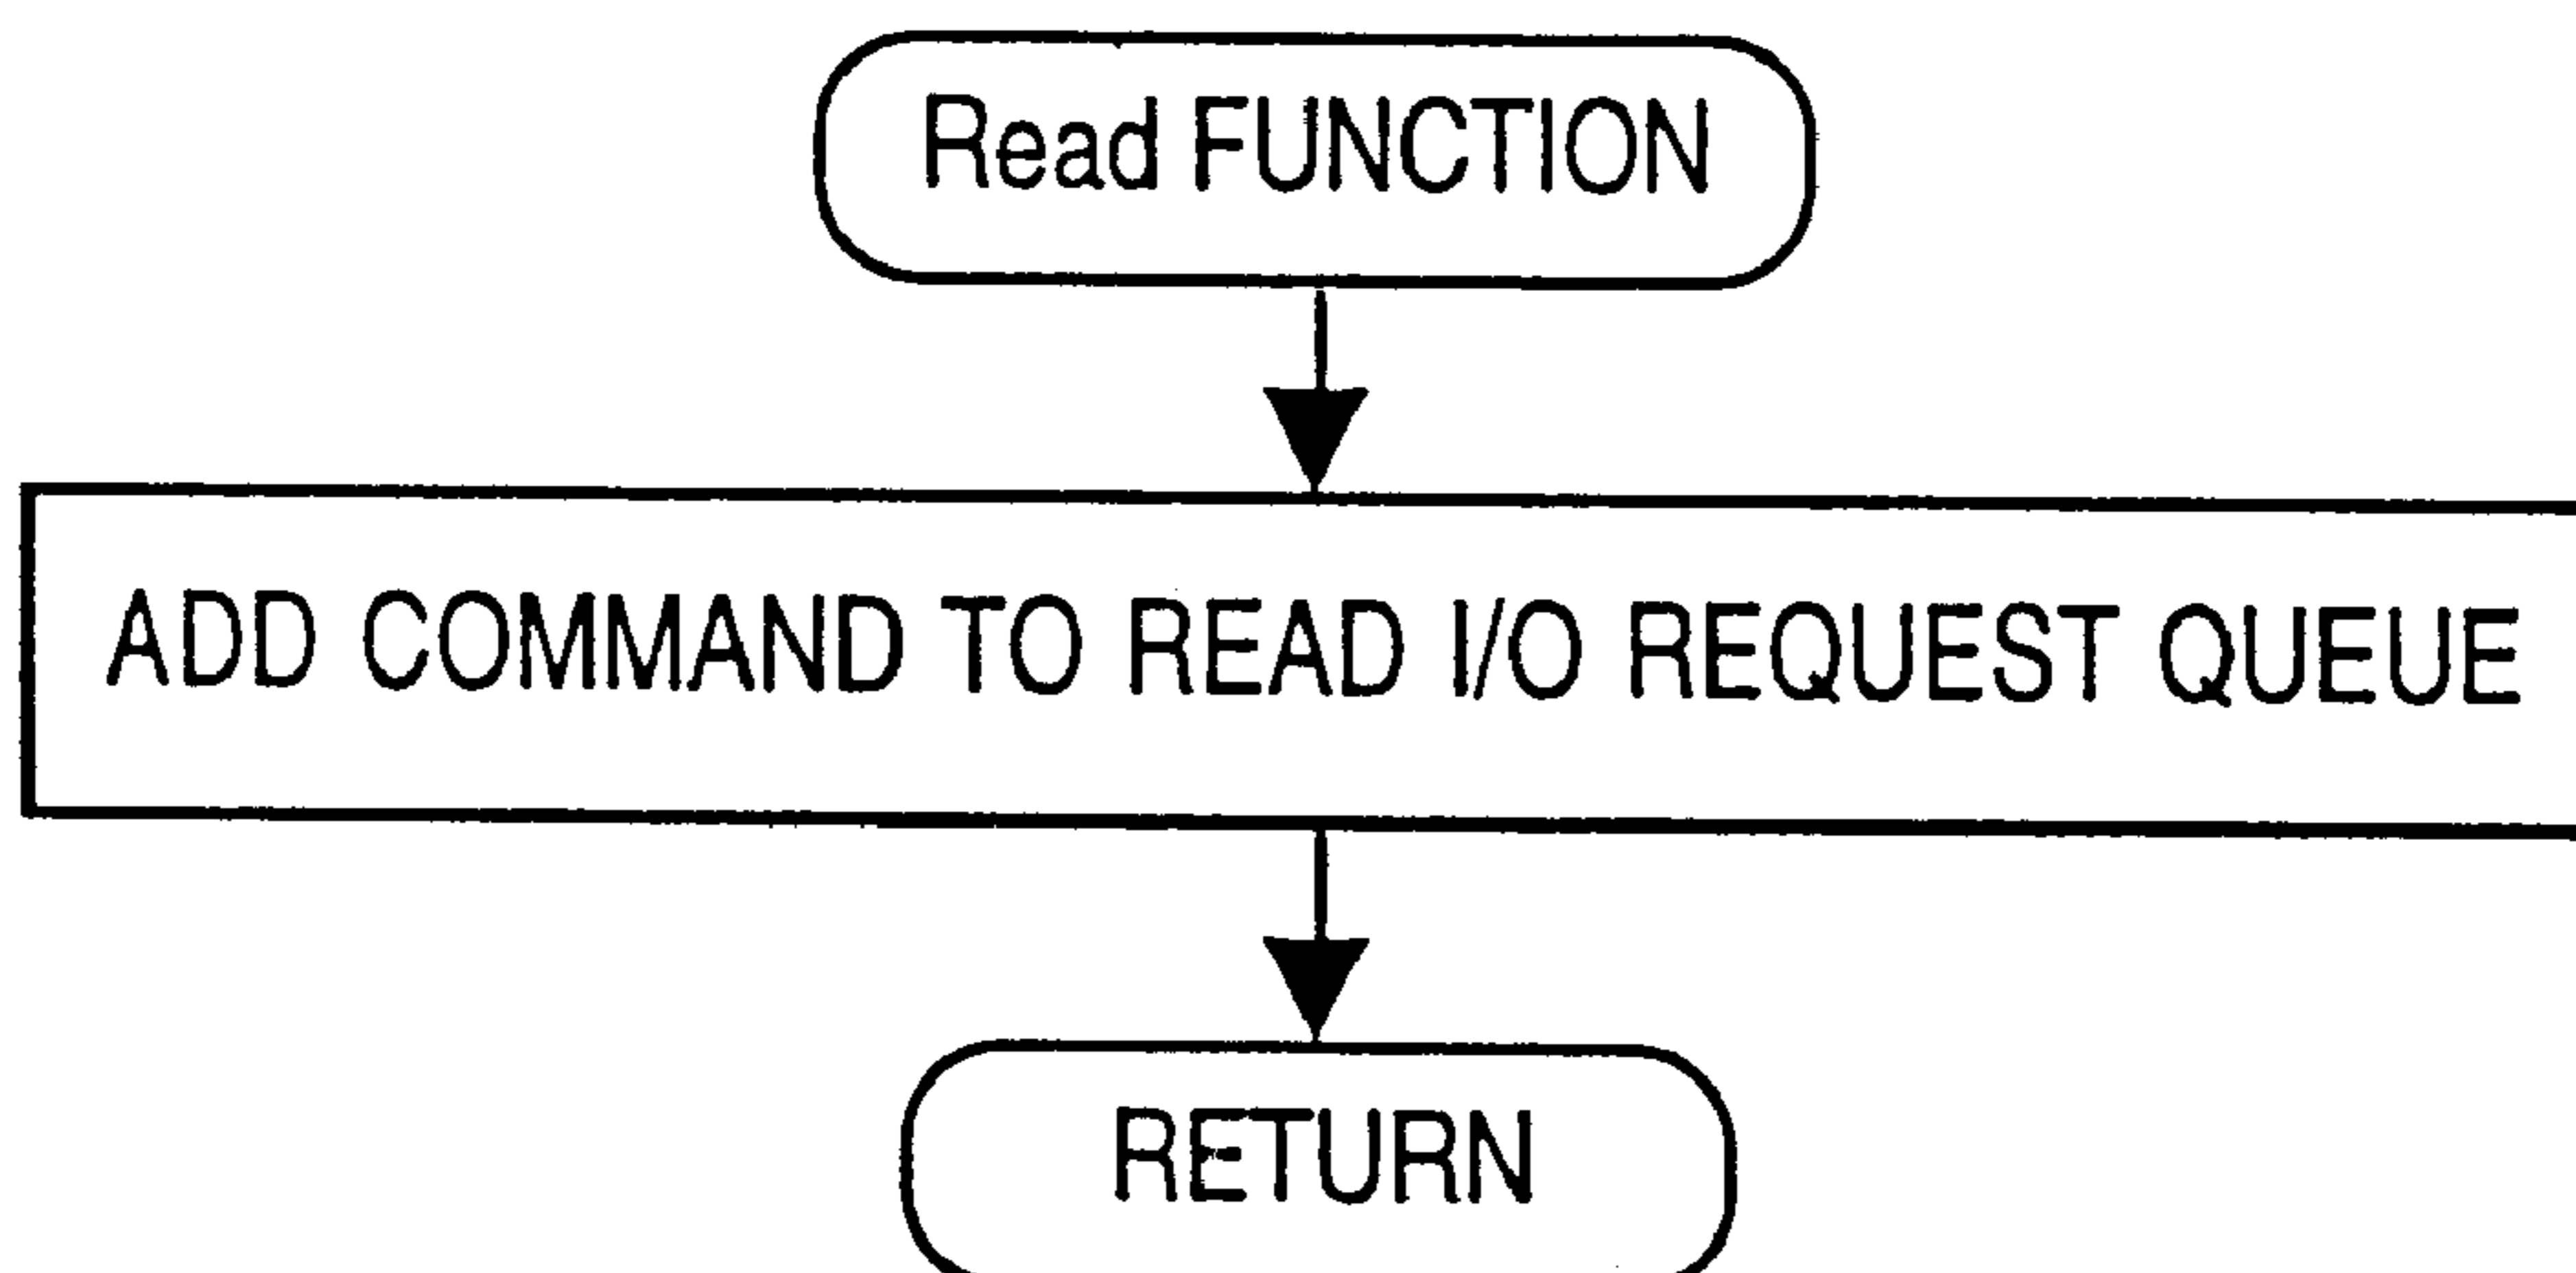 Read FUNCTION
ADD COMMAND TO READ I/O REQUEST QUEUE
RETURN